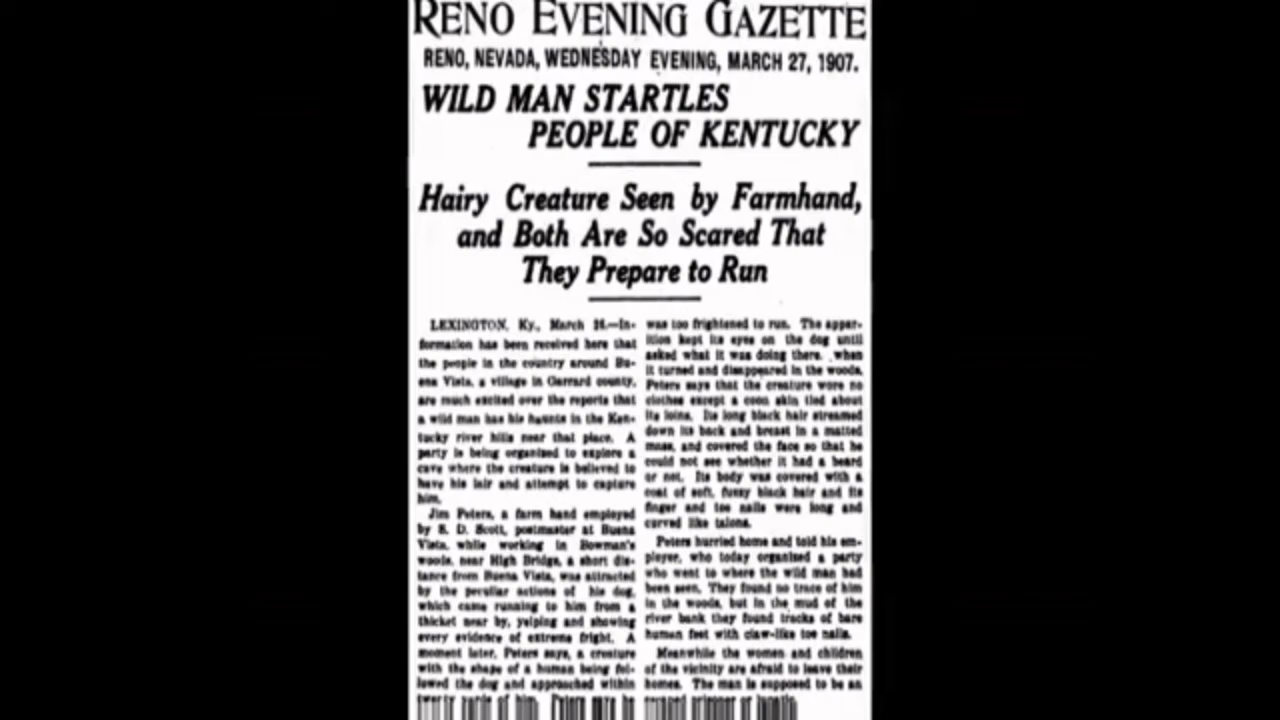 RENO EVENING GAZETTE
RENO, NEVADA, WEDNESDAY EVENING, MARCH 27, 1907.
WILD MAN STARTLES
PEOPLE OF KENTUCKY
Hairy Creature Seen by Farmhand,
and Both Are So Scared That
They Prepare to Run
LEXINGTON, Ky., March 26.—In-
formation has been received here that
the people in the country around Bu-
ena Vista, a village in Garrard county,
are much excited over the reports that
a wild man has his haunts in the Ken-
tucky river hills near that place. A
party is being organized to explore a
cave where the creature is believed to
have his lair and attempt to capture
him.
Jim Peters, a farm hand employed
by S. D. Scott, postmaster at Buena
Vista, while working in Bowman's
woods, near High Bridge, a short dis-
tance from Buena Vista, was attracted
by the peculiar actions of his dog,
which came running to him from a
thicket near by, yelping and showing
every evidence of extreme fright. A
moment later, Peters says, a creature
with the shape of a human being fol-
lowed the dog and approached within
twenty yards of him. Peters says he
was too frightened to run. The appar-
ition kept its eyes on the dog until
asked what it was doing there, when
it turned and disappeared in the woods.
Peters says that the creature wore no
clothes except a coon skin tied about
its loins. Its long black hair streamed
down its back and breast in a matted
mass, and covered the face so that he
could not see whether it had a beard
or not. Its body was covered with a
coat of soft, fuzzy black hair and its
finger and toe nails were long and
curved like talons.
Peters hurried home and told his em-
ployer, who today organized a party
who went to where the wild man had
been seen. They found no trace of him
in the woods, but in the mud of the
river bank they found tracks of bare
human feet with claw-like toe nails.
Meanwhile the women and children
of the vicinity are afraid to leave their
homes. The man is supposed to be an
escaped prisoner or lunatic.